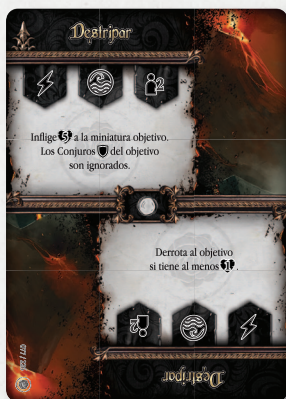 Destripar
2
Inflige 5 a la miniatura objetivo.
Los Conjuros del objetivo
son ignorados.
Derrota al objetivo
si tiene al menos 1.
Destripar